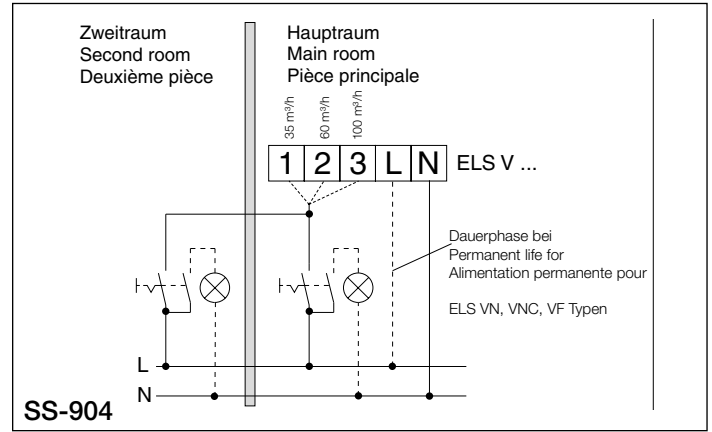 Zweitraum
Second room
Deuxième pièce
Hauptraum
Main room
Pièce principale
35 m³/h
60 m³/h
100 m³/h
1 2 3 L N ELS V ...
Dauerphase bei
Permanent life for
Alimentation permanente pour
ELS VN, VNC, VF Typen
L
N
SS-904